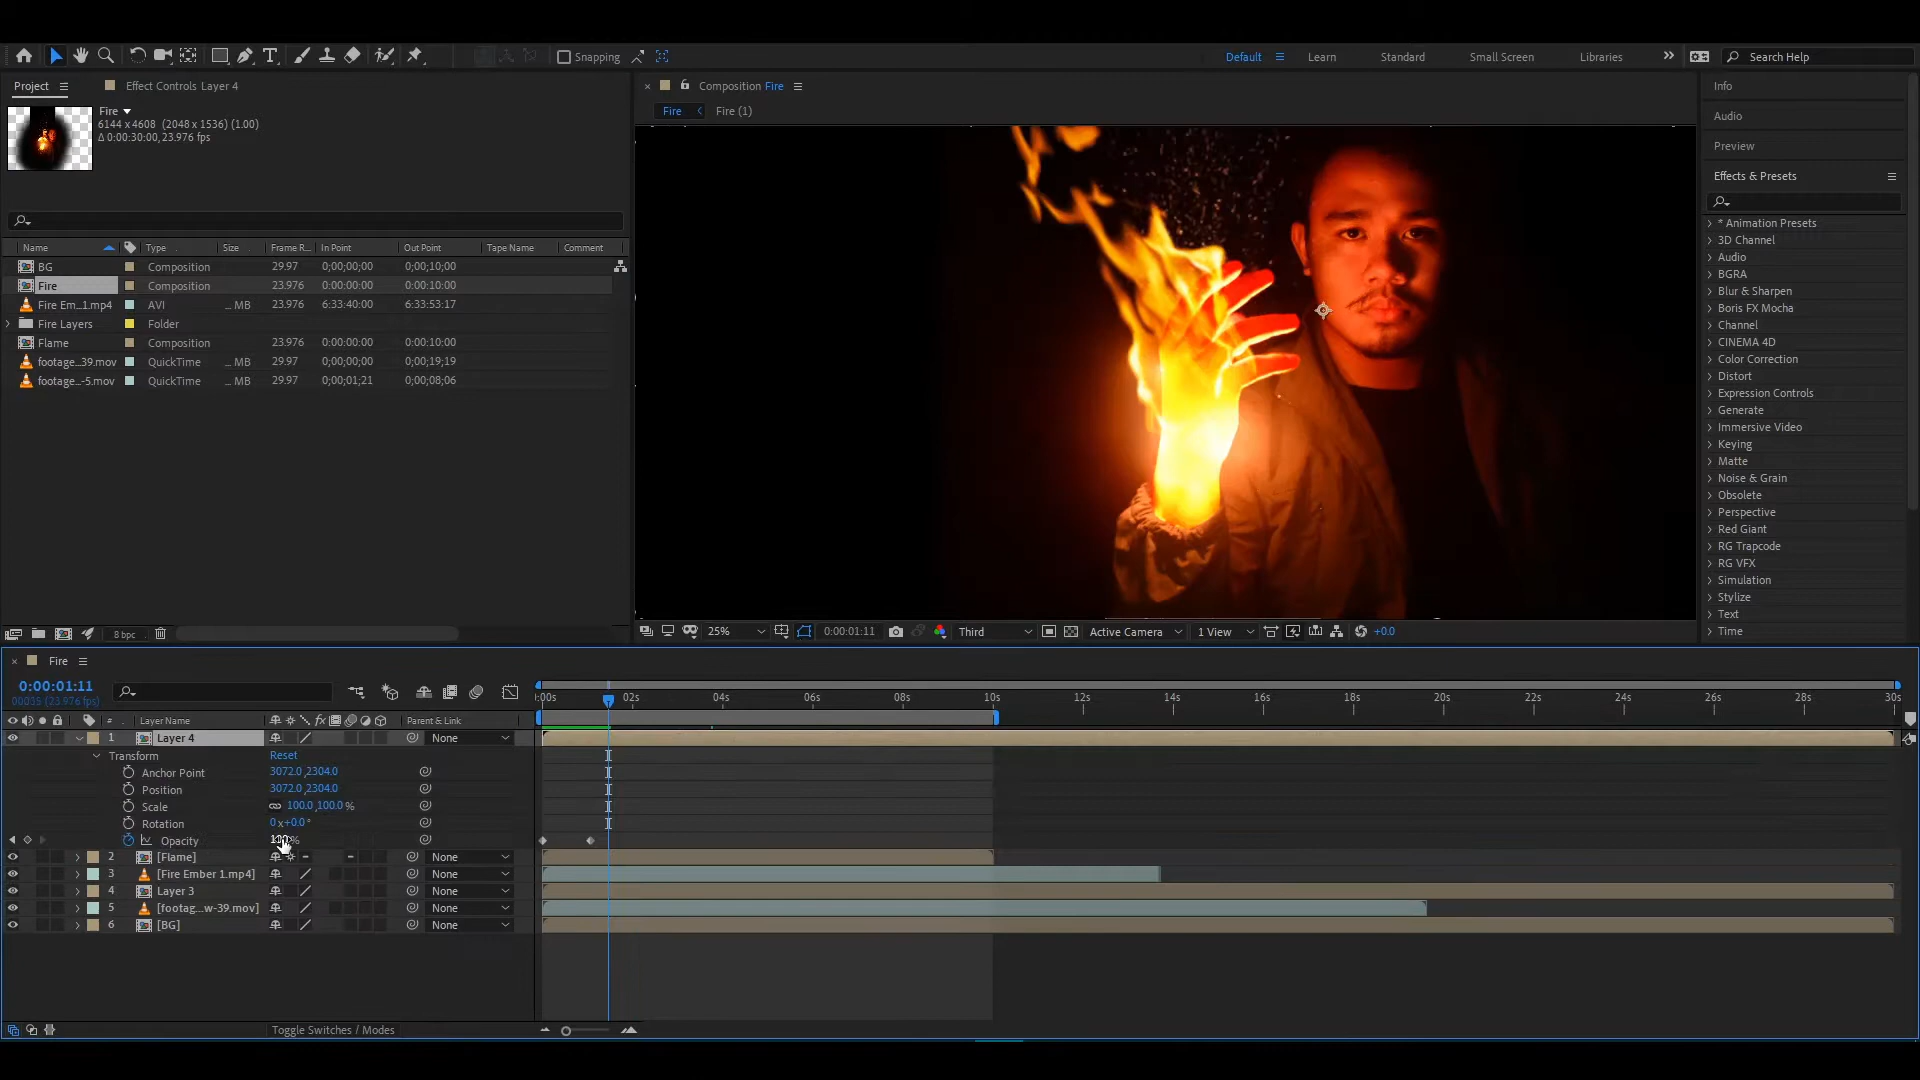 Snapping
Default
Learn
Standard
Small Screen
Libraries
Search Help
Project
Effect Controls Layer 4
Composition Fire
Info
Fire
6144 x 4608 (2048 x 1536) (1.00)
Δ 0:00:30:00, 23.976 fps
Fire
Fire (1)
Audio
Preview
Effects & Presets
Name Type Size Frame R... In Point Out Point Tape Name Comment
BG Composition 29.97 0;00;00;00 0;00;10;00
Fire Composition 23.976 0:00:00:00 0:00:10:00
Fire Em...1.mp4 AVI ... MB 23.976 6:33:40:00 6:33:53:17
Fire Layers Folder
Flame Composition 23.976 0:00:00:00 0:00:10:00
footage...39.mov QuickTime ... MB 29.97 0;00;00;00 0;00;19;19
footage...-5.mov QuickTime ... MB 29.97 0;00;01;21 0;00;08;06
8 bpc
* Animation Presets
3D Channel
Audio
BGRA
Blur & Sharpen
Boris FX Mocha
Channel
CINEMA 4D
Color Correction
Distort
Expression Controls
Generate
Immersive Video
Keying
Matte
Noise & Grain
Obsolete
Perspective
Red Giant
RG Trapcode
RG VFX
Simulation
Stylize
Text
Time
25% 0:00:01:11 Third Active Camera 1 View +0.0
Fire
0:00:01:11
00035 (23.976 fps)
:00s 02s 04s 06s 08s 10s 12s 14s 16s 18s 20s 22s 24s 26s 28s 30s
# Layer Name fx Parent & Link
1 Layer 4 None
Transform Reset
Anchor Point 3072.0,2304.0
Position 3072.0,2304.0
Scale 100.0,100.0%
Rotation 0x+0.0°
Opacity %
2 [Flame] None
3 [Fire Ember 1.mp4] None
4 Layer 3 None
5 [footag...w-39.mov] None
6 [BG] None
Toggle Switches / Modes